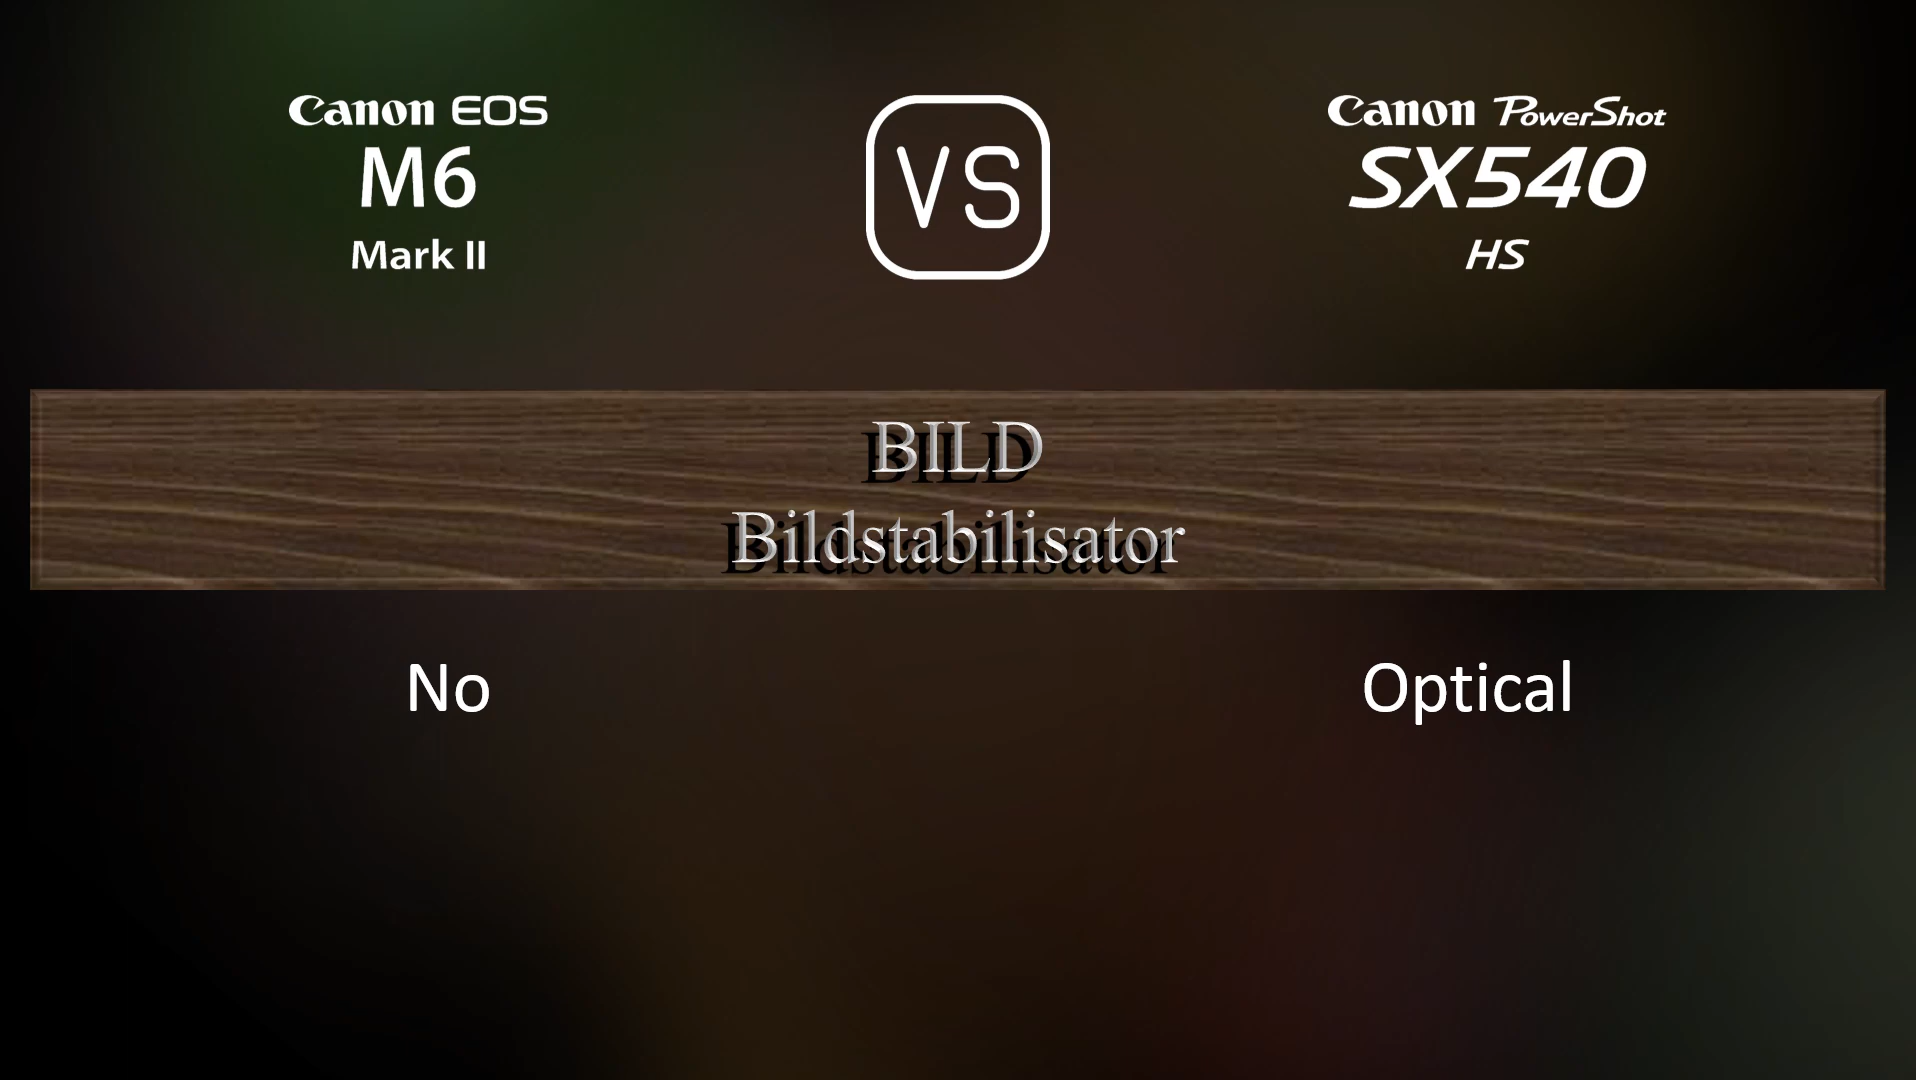 Canon EOS
M6
Mark II
VS
Canon PowerShot
SX540
HS
BILD
Bildstabilisator
No
Optical